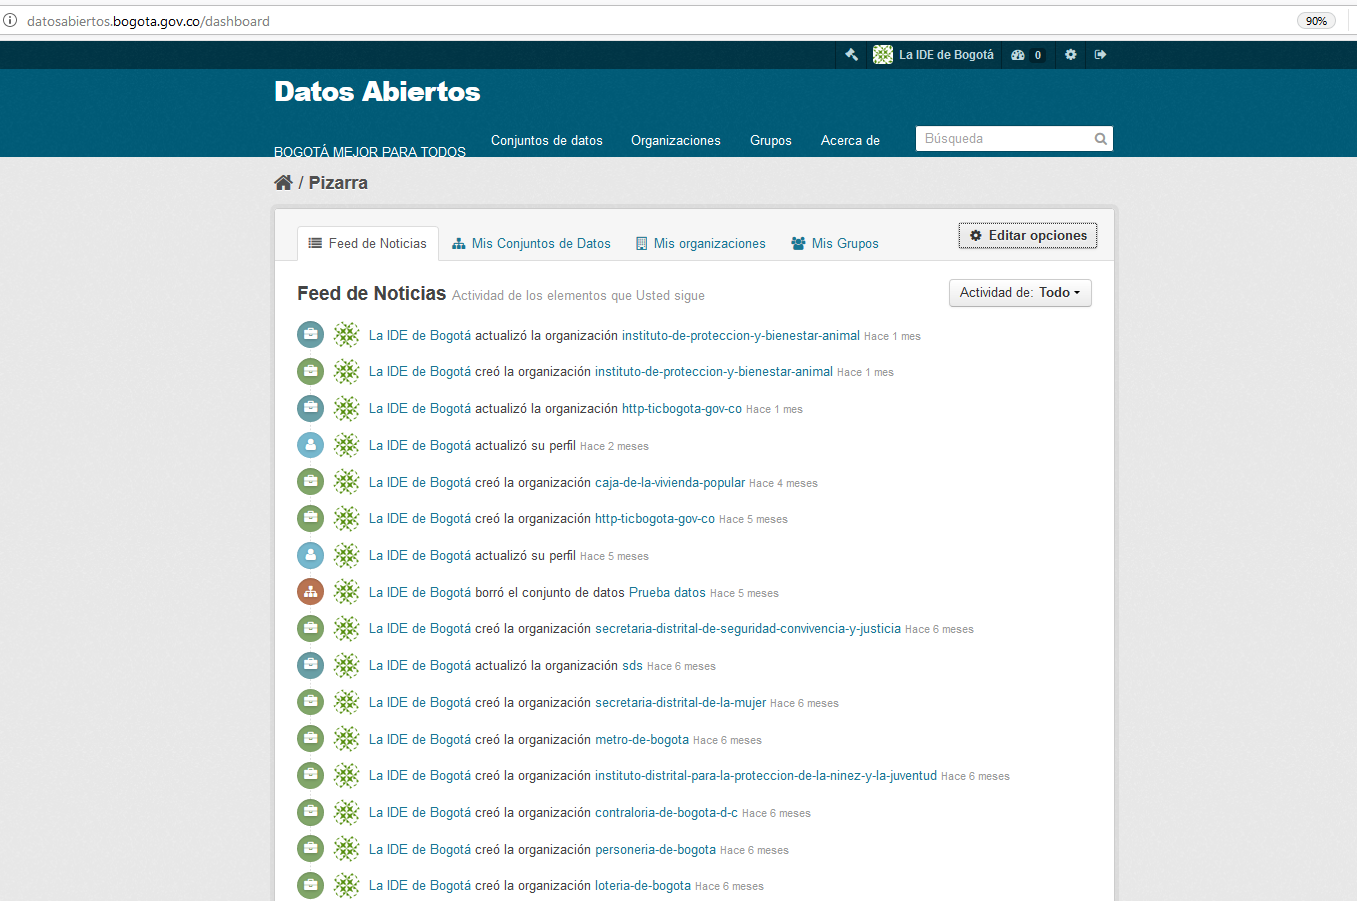 datosabiertos.bogota.gov.co/dashboard
90%
La IDE de Bogotá
0
Datos Abiertos
BOGOTÁ MEJOR PARA TODOS
Conjuntos de datos
Organizaciones
Grupos
Acerca de
Búsqueda
/ Pizarra
Feed de Noticias
Mis Conjuntos de Datos
Mis organizaciones
Mis Grupos
Editar opciones
Feed de Noticias Actividad de los elementos que Usted sigue
Actividad de: Todo
La IDE de Bogotá actualizó la organización instituto-de-proteccion-y-bienestar-animal Hace 1 mes
La IDE de Bogotá creó la organización instituto-de-proteccion-y-bienestar-animal Hace 1 mes
La IDE de Bogotá actualizó la organización http-ticbogota-gov-co Hace 1 mes
La IDE de Bogotá actualizó su perfil Hace 2 meses
La IDE de Bogotá creó la organización caja-de-la-vivienda-popular Hace 4 meses
La IDE de Bogotá creó la organización http-ticbogota-gov-co Hace 5 meses
La IDE de Bogotá actualizó su perfil Hace 5 meses
La IDE de Bogotá borró el conjunto de datos Prueba datos Hace 5 meses
La IDE de Bogotá creó la organización secretaria-distrital-de-seguridad-convivencia-y-justicia Hace 6 meses
La IDE de Bogotá actualizó la organización sds Hace 6 meses
La IDE de Bogotá creó la organización secretaria-distrital-de-la-mujer Hace 6 meses
La IDE de Bogotá creó la organización metro-de-bogota Hace 6 meses
La IDE de Bogotá creó la organización instituto-distrital-para-la-proteccion-de-la-ninez-y-la-juventud Hace 6 meses
La IDE de Bogotá creó la organización contraloria-de-bogota-d-c Hace 6 meses
La IDE de Bogotá creó la organización personeria-de-bogota Hace 6 meses
La IDE de Bogotá creó la organización loteria-de-bogota Hace 6 meses